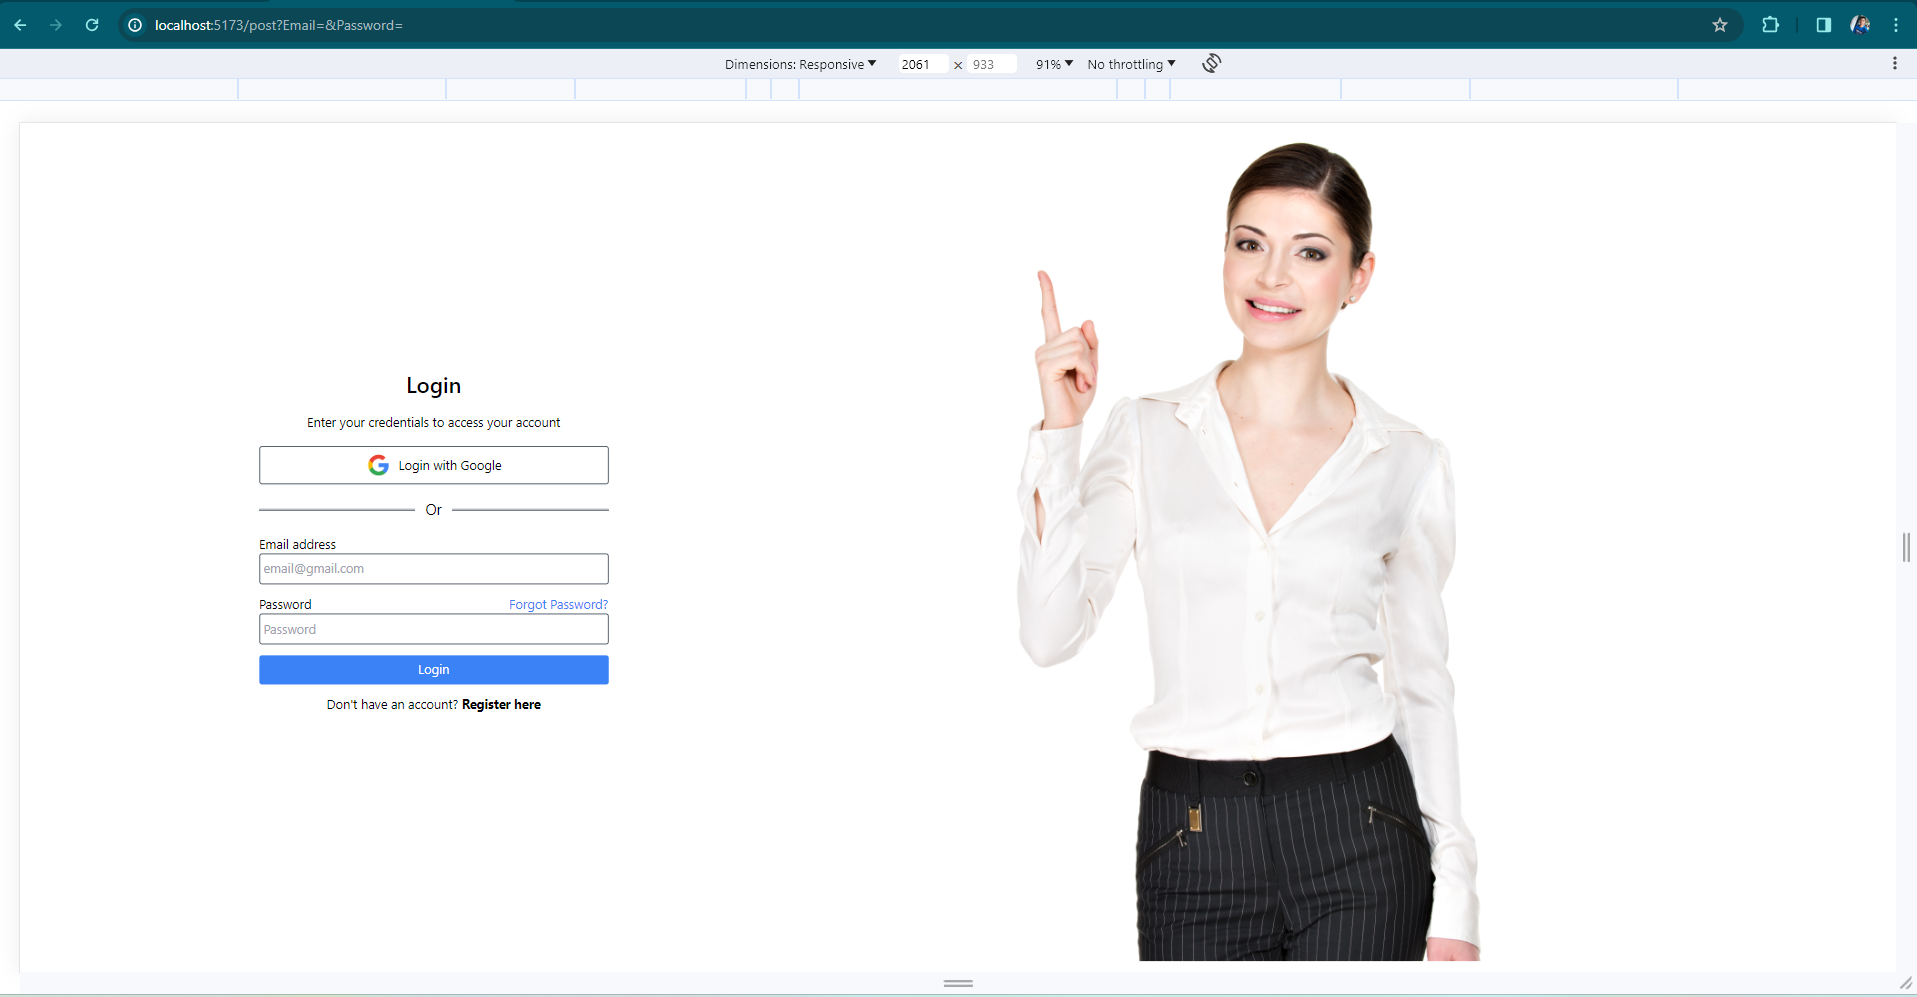 localhost:5173/post?Email=&Password=
Dimensions: Responsive 2061 × 933 91% No throttling
Login
Enter your credentials to access your account
Login with Google
Or
Email address
email@gmail.com
Password Forgot Password?
Password
Login
Don't have an account? Register here